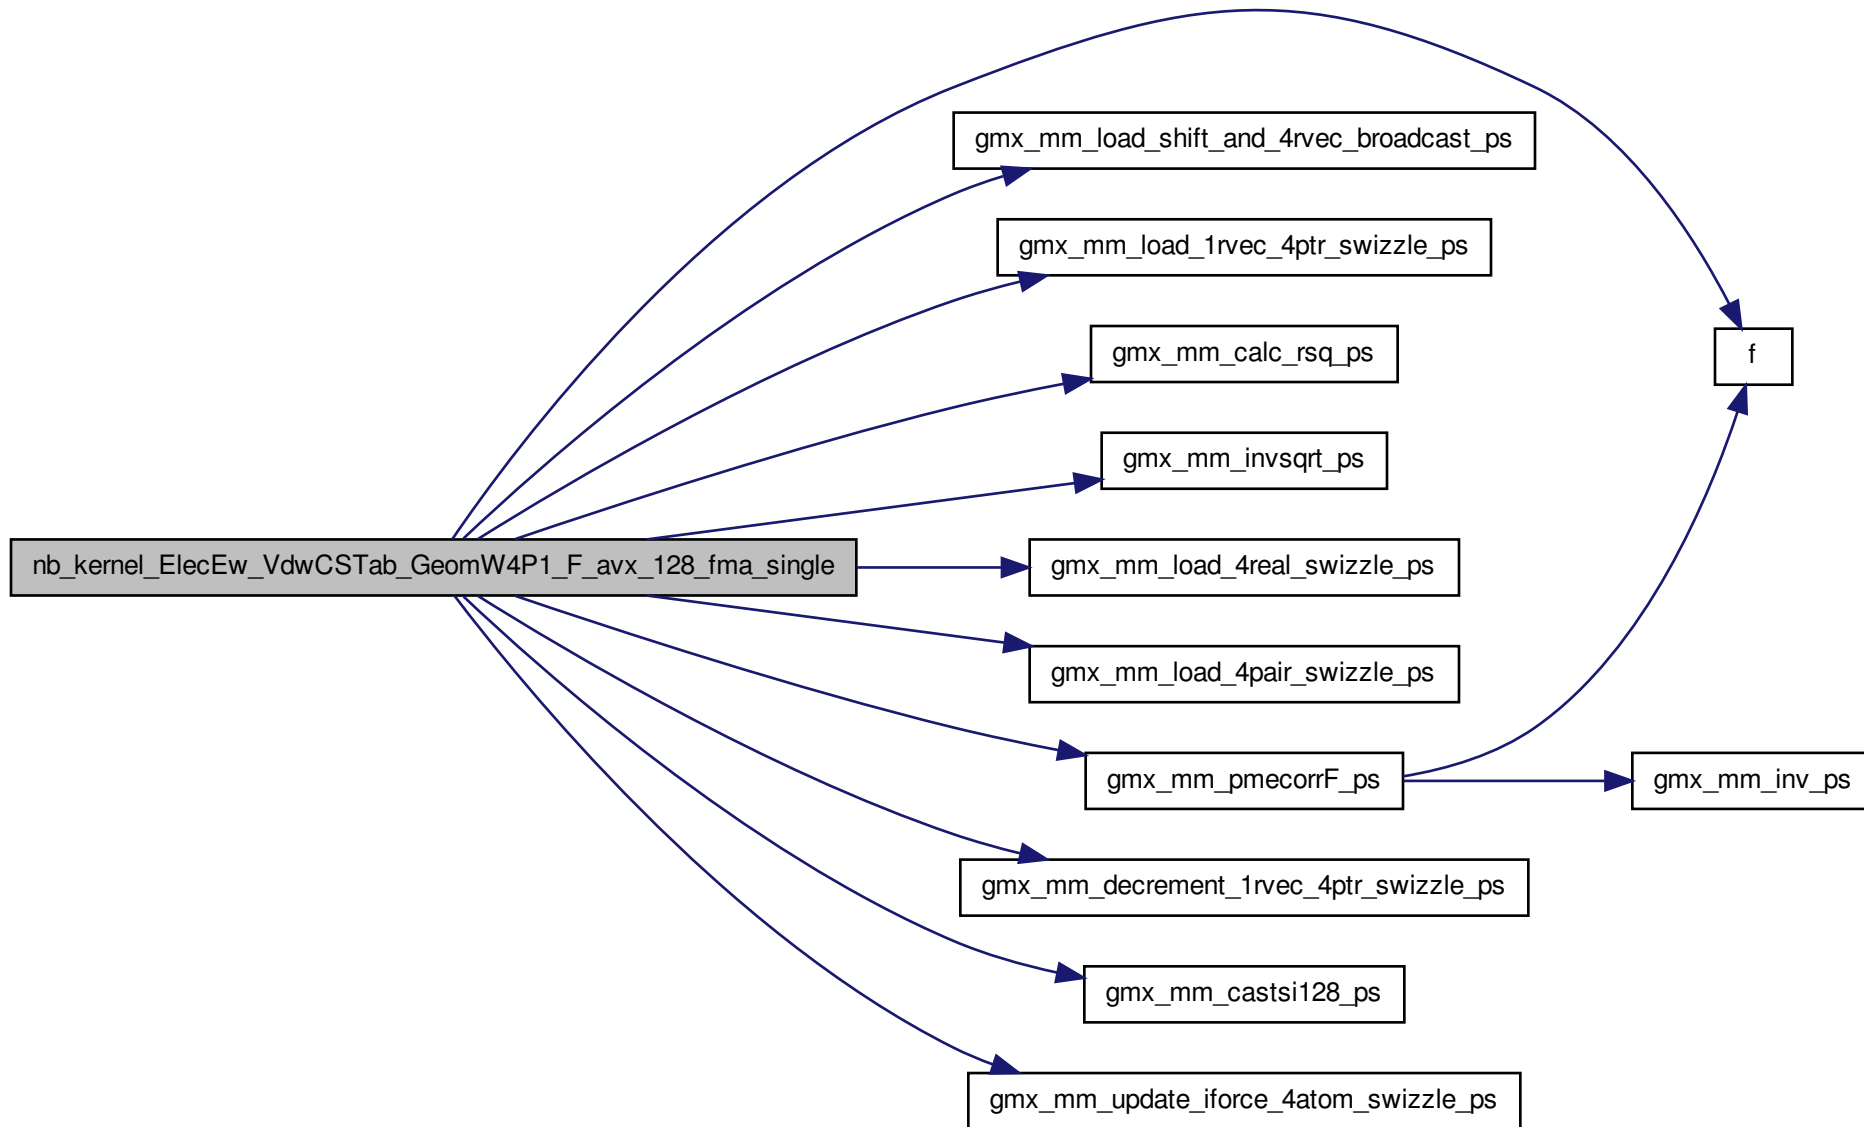 gmx_mm_load_shift_and_4rvec_broadcast_ps
gmx_mm_load_1rvec_4ptr_swizzle_ps
gmx_mm_calc_rsq_ps
f
gmx_mm_invsqrt_ps
nb_kernel_ElecEw_VdwCSTab_GeomW4P1_F_avx_128_fma_single
gmx_mm_load_4real_swizzle_ps
gmx_mm_load_4pair_swizzle_ps
gmx_mm_pmecorrF_ps
gmx_mm_inv_ps
gmx_mm_decrement_1rvec_4ptr_swizzle_ps
gmx_mm_castsi128_ps
gmx_mm_update_iforce_4atom_swizzle_ps